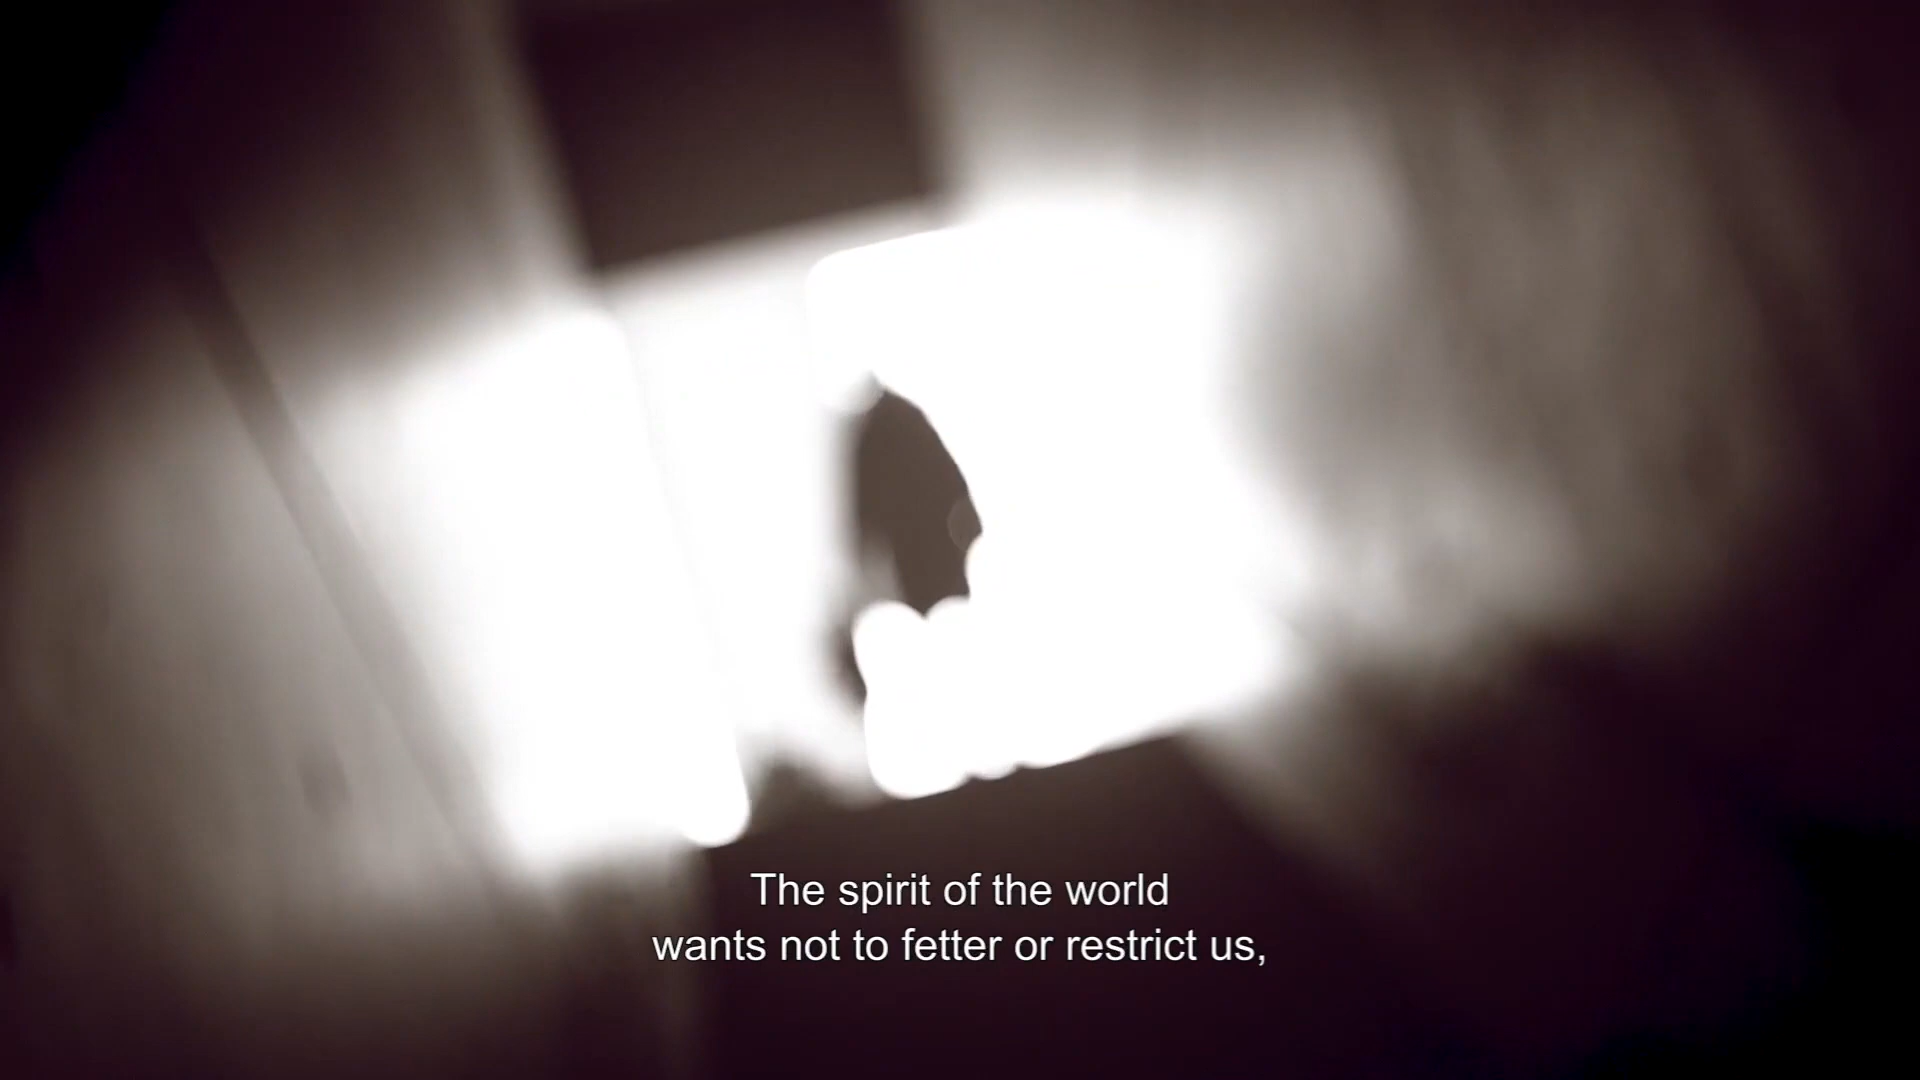 The spirit of the world
wants not to fetter or restrict us,